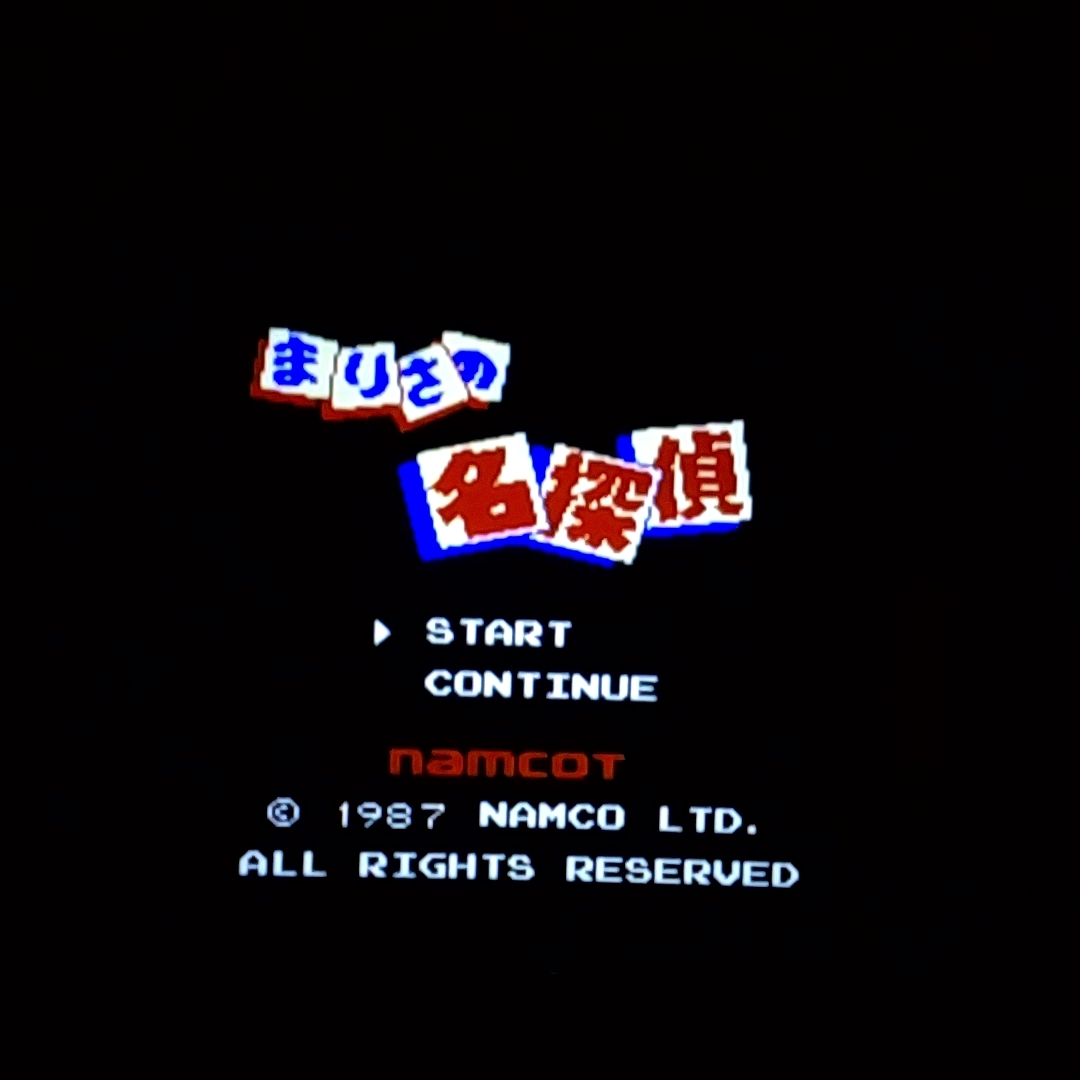 まりさの
名探偵
START
CONTINUE
namcot
© 1987 NAMCO LTD.
ALL RIGHTS RESERVED